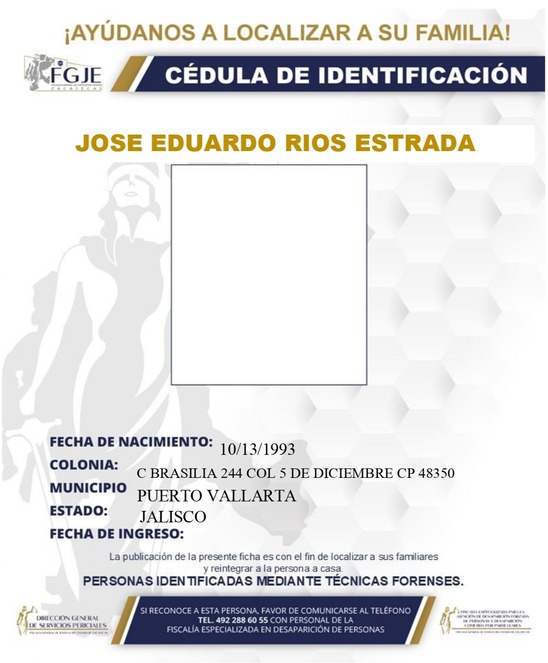 ¡AYÚDANOS A LOCALIZAR A SU FAMILIA!
FGJE
ZACATECAS
CÉDULA DE IDENTIFICACIÓN
JOSE EDUARDO RIOS ESTRADA
FECHA DE NACIMIENTO: 10/13/1993
COLONIA: C BRASILIA 244 COL 5 DE DICIEMBRE CP 48350
MUNICIPIO PUERTO VALLARTA
ESTADO: JALISCO
FECHA DE INGRESO:
La publicación de la presente ficha es con el fin de localizar a sus familiares
y reintegrar a la persona a casa.
PERSONAS IDENTIFICADAS MEDIANTE TÉCNICAS FORENSES.
DIRECCIÓN GENERAL
DE SERVICIOS PERICIALES
SI RECONOCE A ESTA PERSONA, FAVOR DE COMUNICARSE AL TELÉFONO
TEL. 492 288 60 55 CON PERSONAL DE LA
FISCALÍA ESPECIALIZADA EN DESAPARICIÓN DE PERSONAS